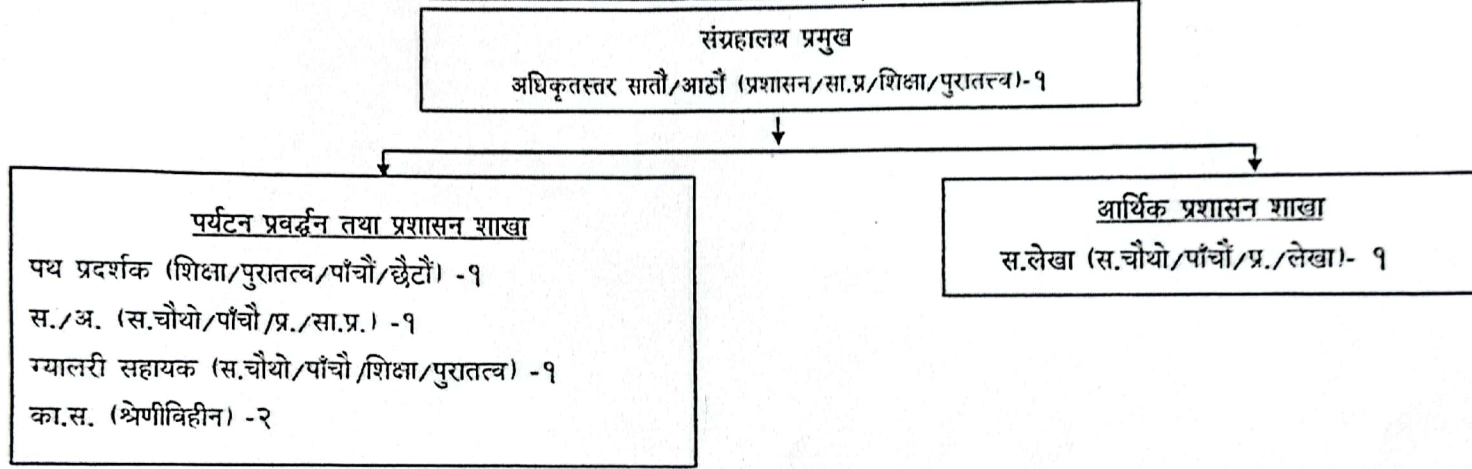 संग्रहालय प्रमुख
अधिकृतस्तर सातौं/आठौं (प्रशासन/सा.प्र/शिक्षा/पुरातत्त्व)-१
पर्यटन प्रवर्द्धन तथा प्रशासन शाखा
पथ प्रदर्शक (शिक्षा/पुरातत्व/पाँचौं/छैटौं) -१
स./अ. (स.चौथो/पाँचौ/प्र./सा.प्र.) -१
ग्यालरी सहायक (स.चौथो/पाँचौ/शिक्षा/पुरातत्व) -१
का.स. (श्रेणीविहीन) -२
आर्थिक प्रशासन शाखा
स.लेखा (स.चौथो/पाँचौं/प्र./लेखा)- १